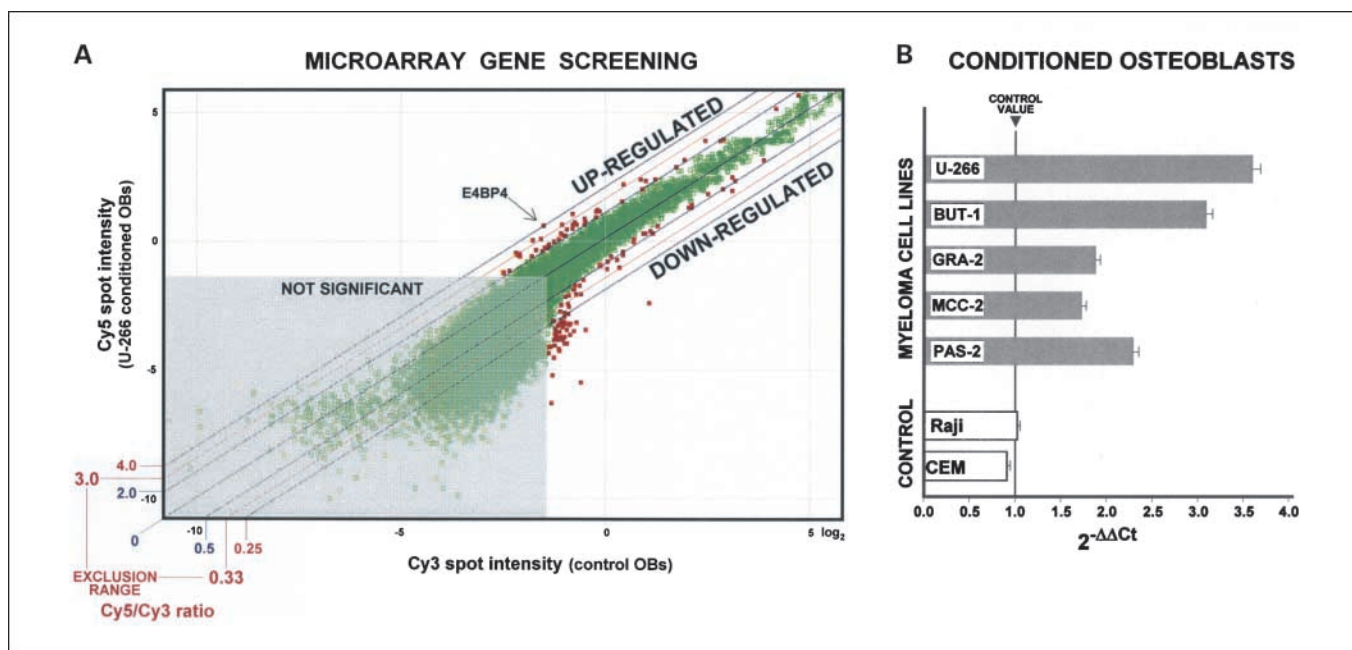 A
MICROARRAY GENE SCREENING
5
0
-5
-10
Cy5 spot intensity
(U-266 conditioned OBs)
E4BP4
UP-REGULATED
DOWN-REGULATED
NOT SIGNIFICANT
4.0
3.0
2.0
0
-10
-5
0
5
log2
0.5
0.25
0.33
EXCLUSION
RANGE
Cy5/Cy3 ratio
Cy3 spot intensity (control OBs)
B
CONDITIONED OSTEOBLASTS
CONTROL
VALUE
MYELOMA CELL LINES
U-266
BUT-1
GRA-2
MCC-2
PAS-2
CONTROL
Raji
CEM
0.0 0.5 1.0 1.5 2.0 2.5 3.0 3.5 4.0
2-ΔΔCt